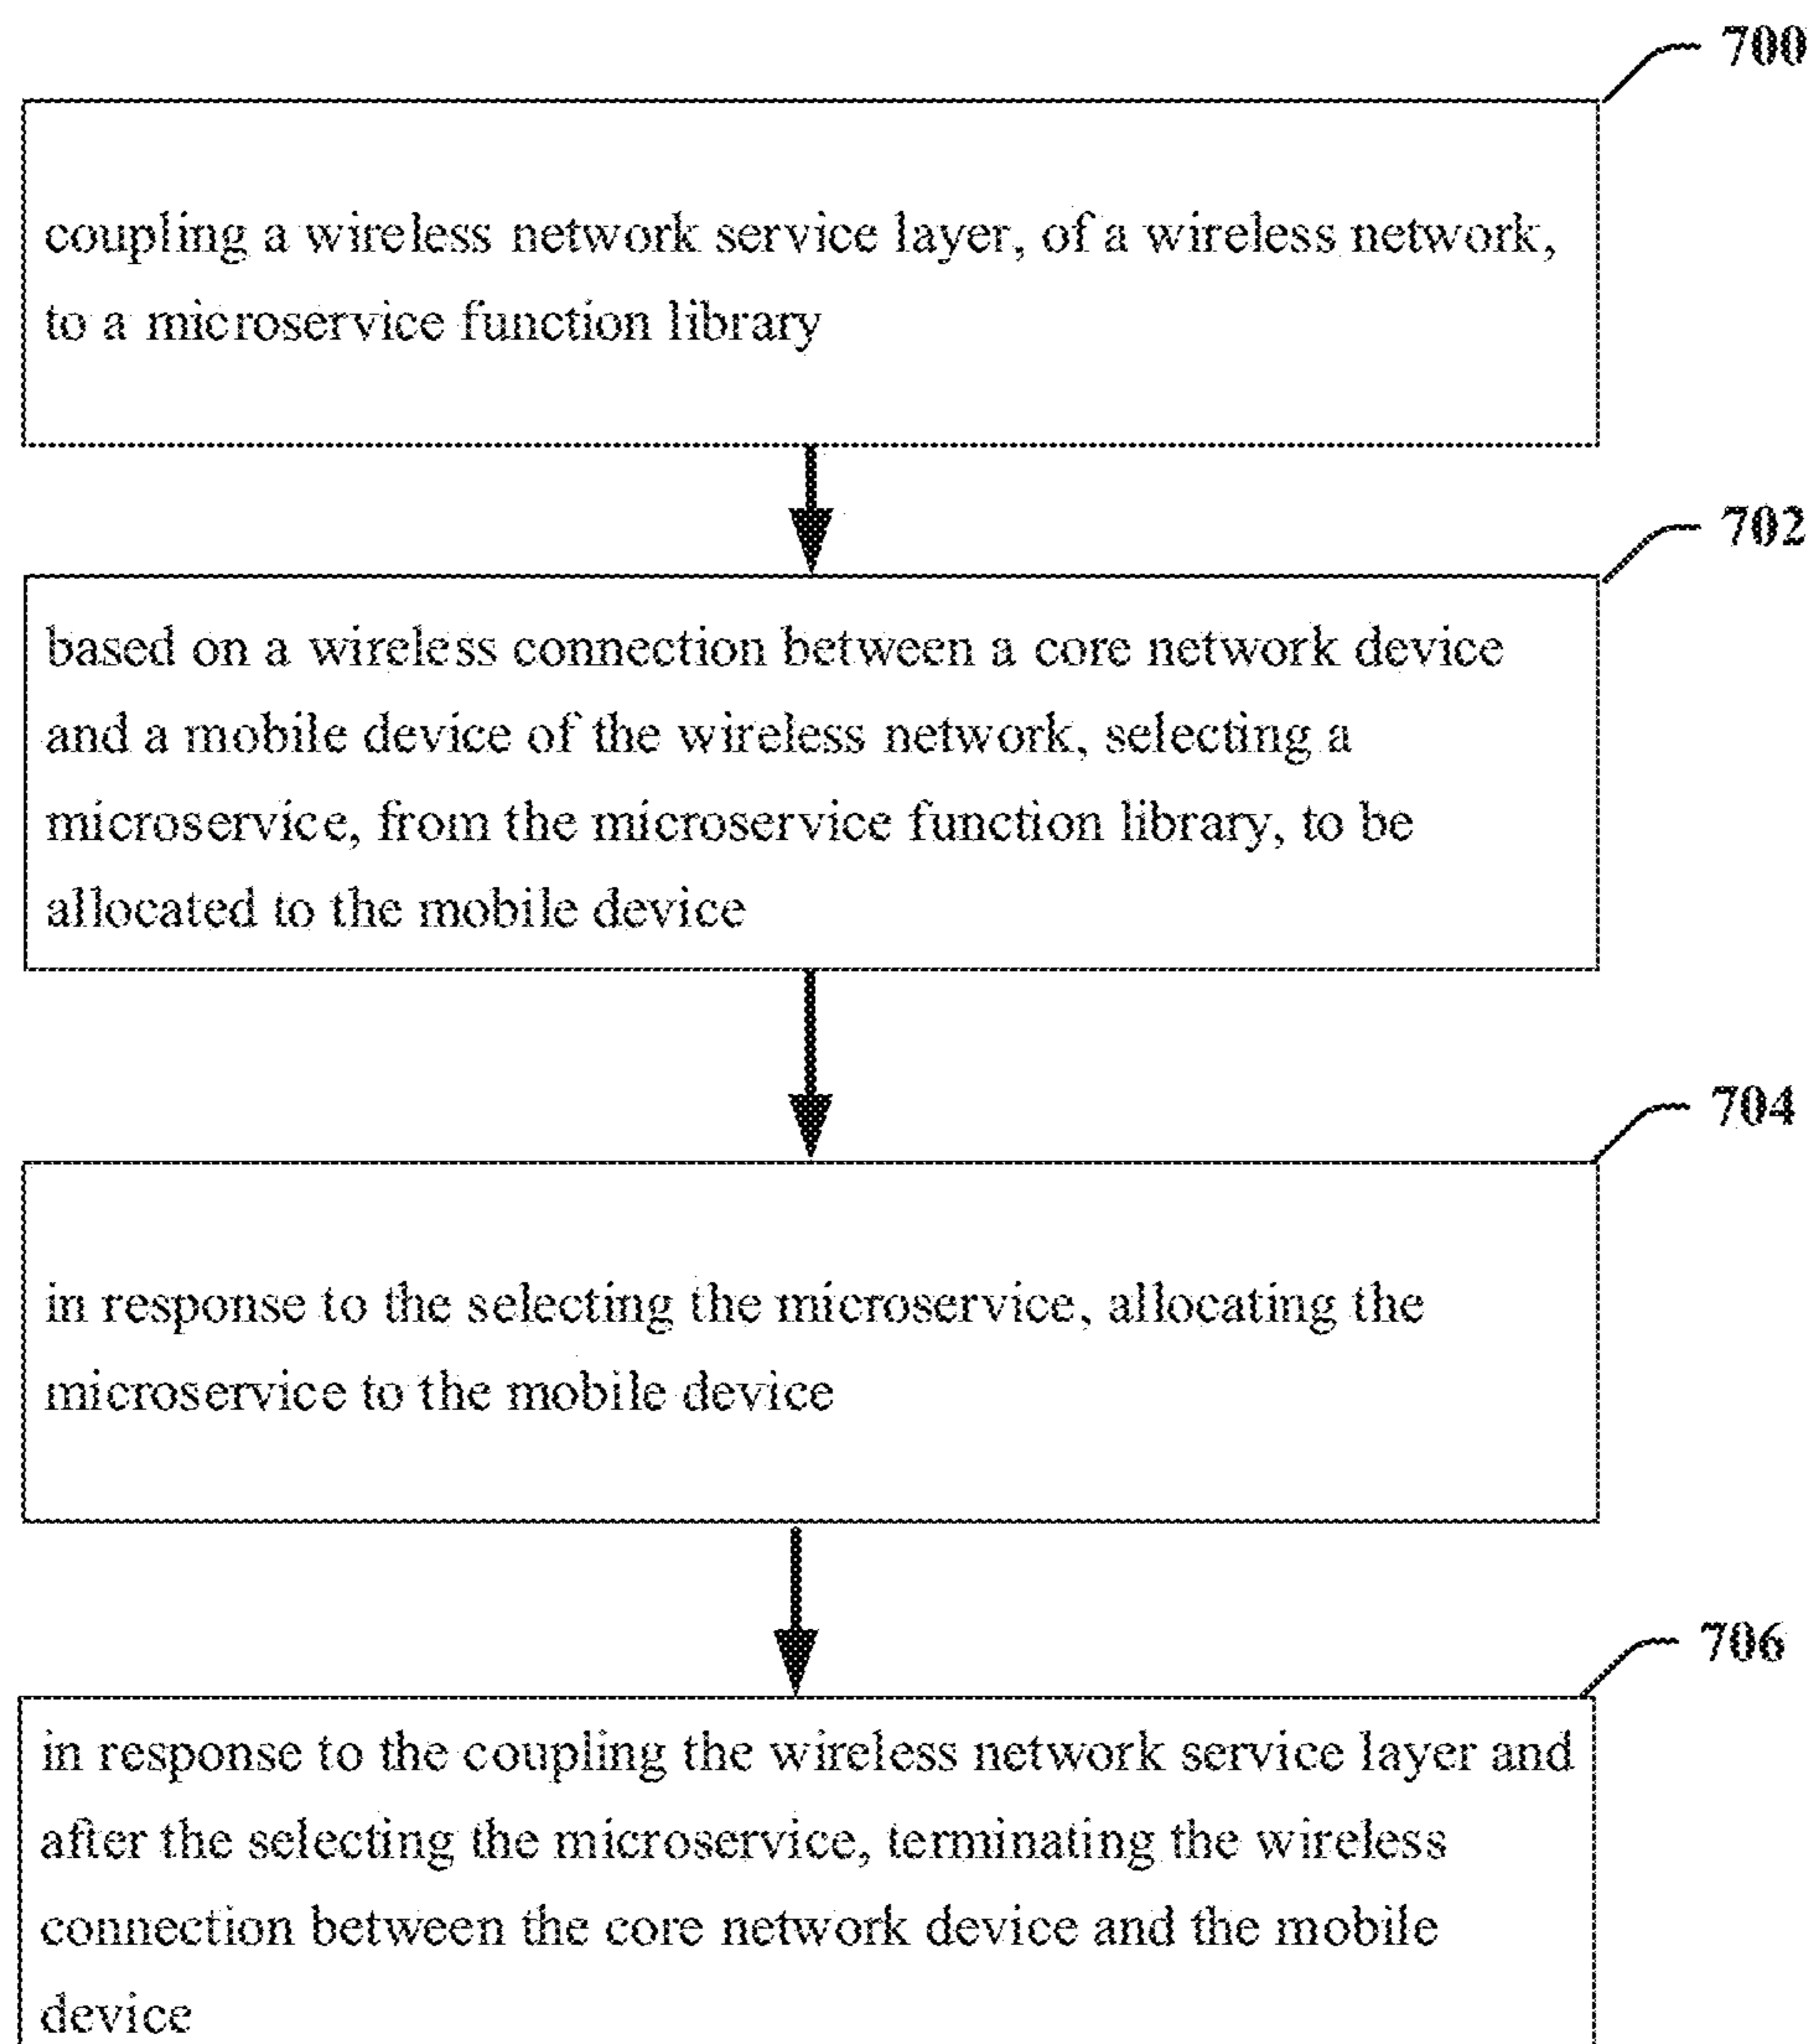 700
coupling a wireless network service layer, of a wireless network,
to a microservice function library
702
based on a wireless connection between a core network device
and a mobile device of the wireless network, selecting a
microservice, from the microservice function library, to be
allocated to the mobile device
704
in response to the selecting the microservice, allocating the
microservice to the mobile device
706
in response to the coupling the wireless network service layer and
after the selecting the microservice, terminating the wireless
connection between the core network device and the mobile
device